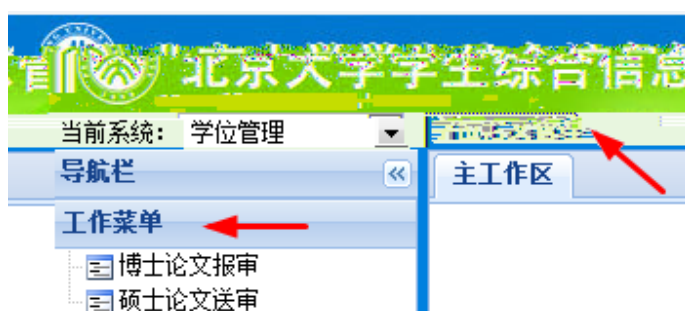 北京大学学生综合信息
当前系统： 学位管理
导航栏
主工作区
工作菜单
博士论文报审
硕士论文送审